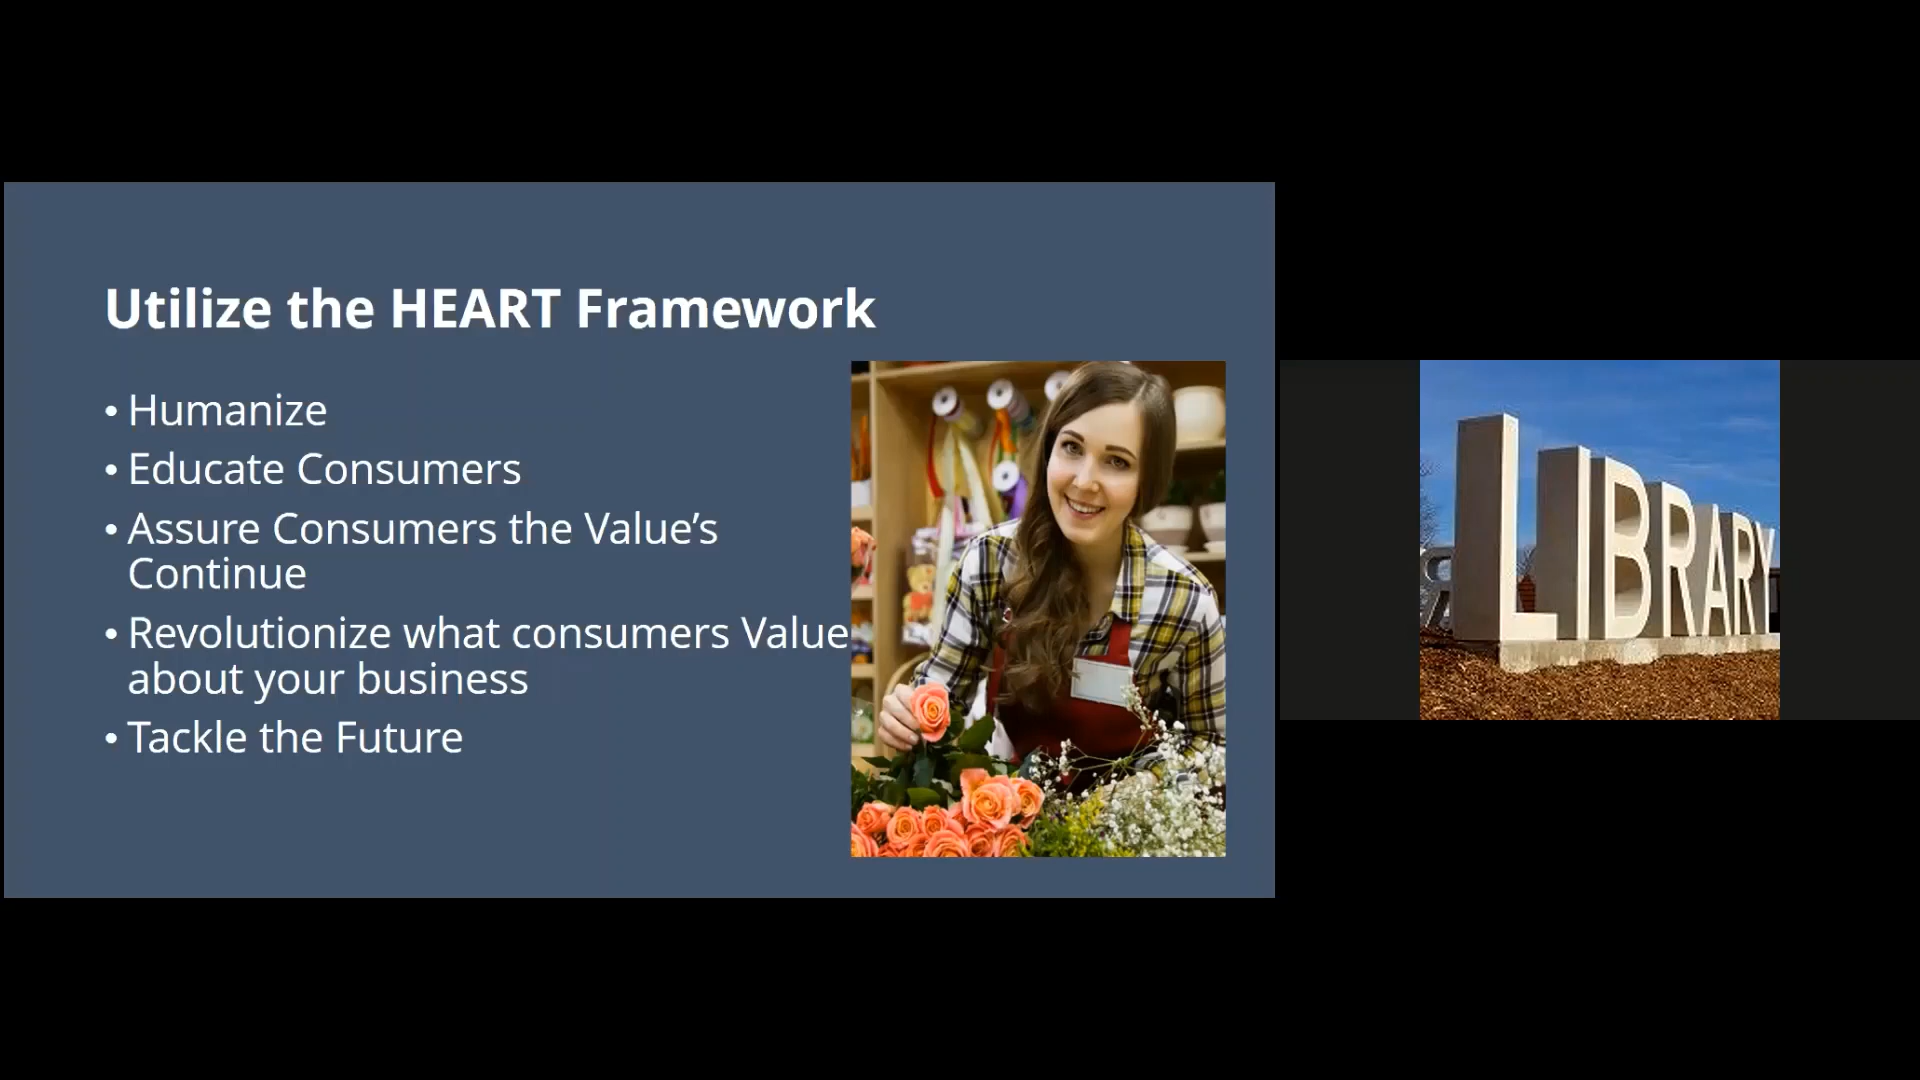 Utilize the HEART Framework
• Humanize
• Educate Consumers
• Assure Consumers the Value’s
Continue
• Revolutionize what consumers Value
about your business
• Tackle the Future
LIBRARY